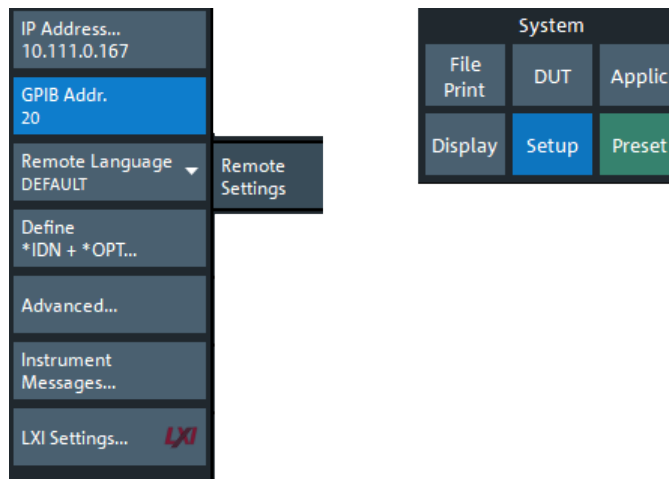 IP Address...
10.111.0.167
GPIB Addr.
20
Remote Language
DEFAULT
Define
*IDN + *OPT...
Advanced...
Instrument
Messages...
LXI Settings... LXI
Remote
Settings
System
File
Print
DUT
Applic
Display
Setup
Preset